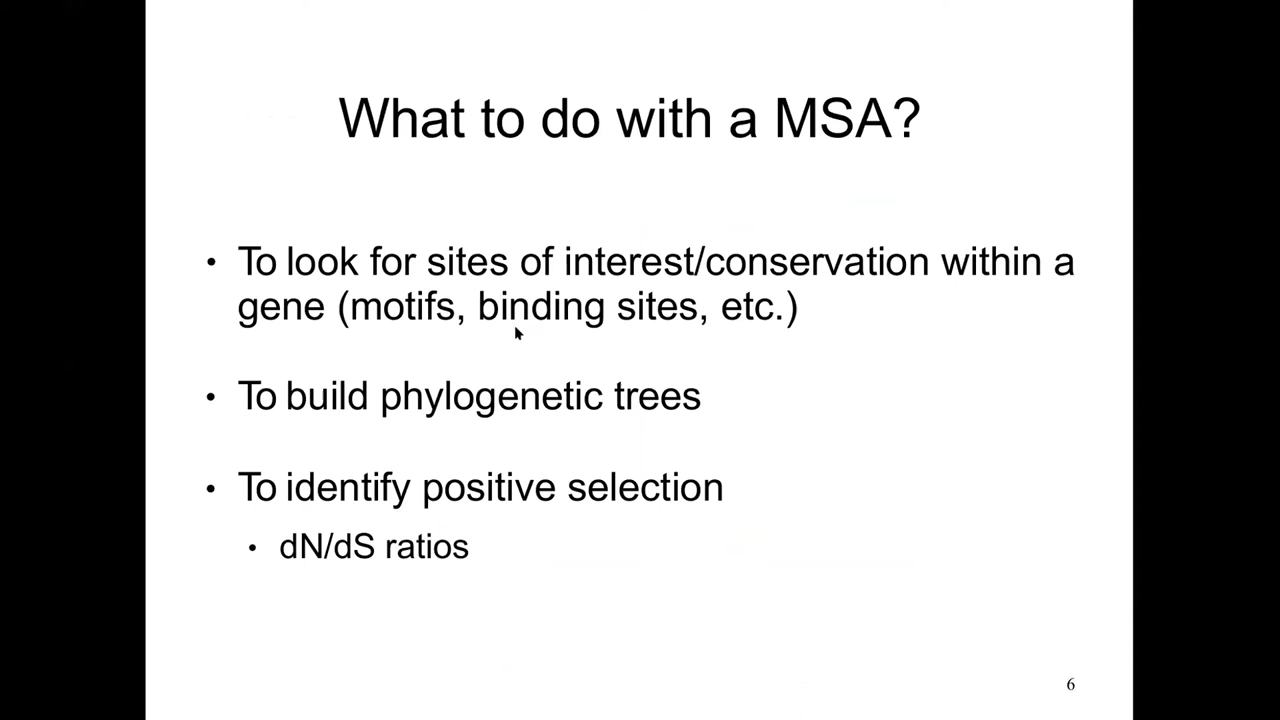 What to do with a MSA?
• To look for sites of interest/conservation within a
gene (motifs, binding sites, etc.)
• To build phylogenetic trees
• To identify positive selection
• dN/dS ratios
6